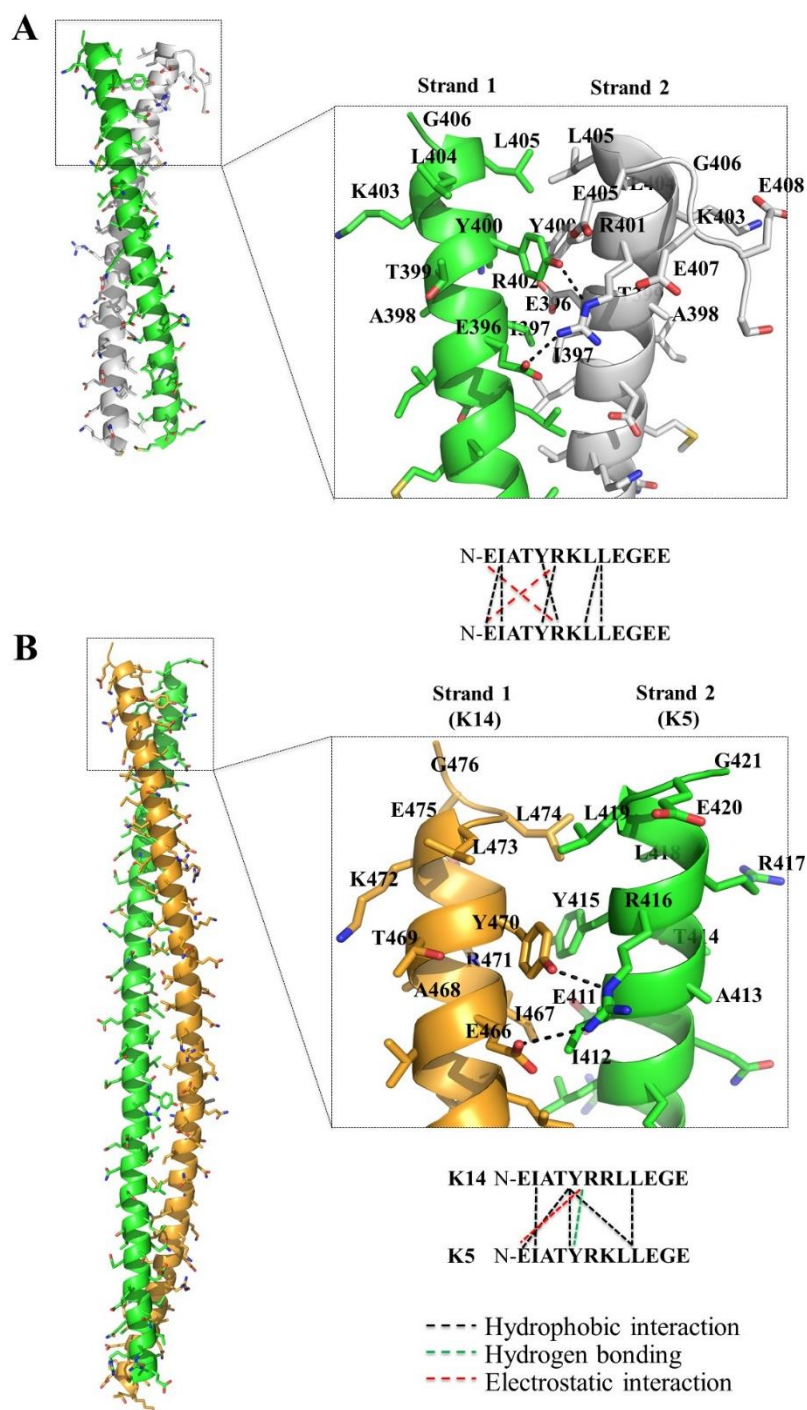 A
Strand 1 Strand 2
G406
L405
L404
K403
Y400
T399
A398
E396
I397
R402
L405
G406
E408
E405
L404
K403
Y400
R401
E407
E396
T399
A398
I397
N-EIATYRKLLEGEE
N-EIATYRKLLEGEE
B
Strand 1 Strand 2
(K14) (K5)
G476
G421
E475
L474
L419
E420
L473
L418
R417
K472
Y415
R416
Y470
T469
T414
R471
A468
E411
A413
I467
E466
I412
K14 N-EIATYRRLLEGE
K5 N-EIATYRKLLEGE
Hydrophobic interaction
Hydrogen bonding
Electrostatic interaction